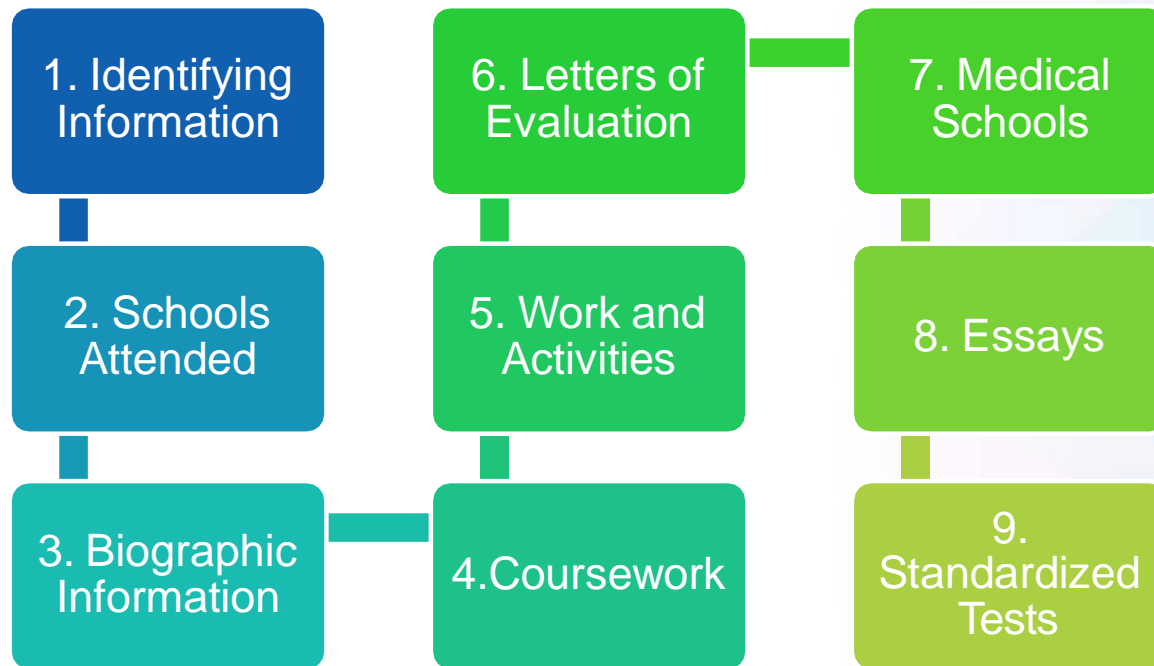 1. Identifying
Information
2. Schools
Attended
3. Biographic
Information
4.Coursework
5. Work and
Activities
6. Letters of
Evaluation
7. Medical
Schools
8. Essays
9.
Standardized
Tests